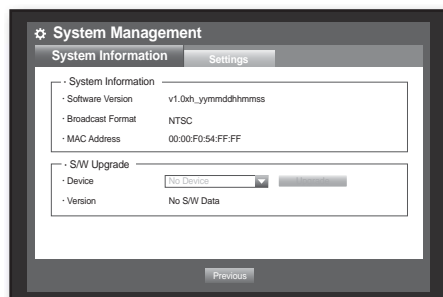 System Management
System Information
Settings
· System Information
· Software Version v1.0xh_yymmddhhmmss
· Broadcast Format NTSC
· MAC Address 00:00:F0:54:FF:FF
· S/W Upgrade
· Device No Device Upgrade
· Version No S/W Data
Previous